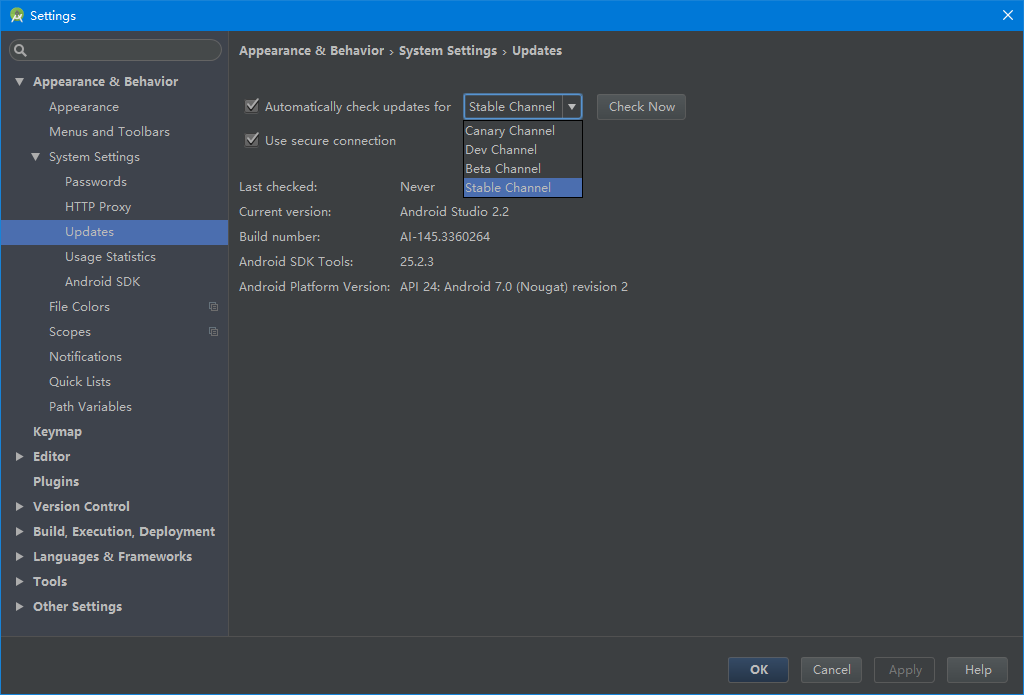 Settings
Appearance & Behavior
Appearance
Menus and Toolbars
System Settings
Passwords
HTTP Proxy
Updates
Usage Statistics
Android SDK
File Colors
Scopes
Notifications
Quick Lists
Path Variables
Keymap
Editor
Plugins
Version Control
Build, Execution, Deployment
Languages & Frameworks
Tools
Other Settings
Appearance & Behavior › System Settings › Updates
Automatically check updates for Stable Channel Check Now
Canary Channel
Dev Channel
Beta Channel
Stable Channel
Use secure connection
Last checked: Never
Current version: Android Studio 2.2
Build number: AI-145.3360264
Android SDK Tools: 25.2.3
Android Platform Version: API 24: Android 7.0 (Nougat) revision 2
OK Cancel Apply Help